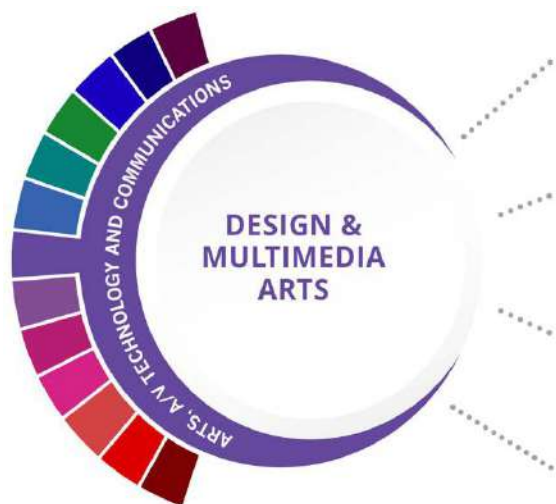 ARTS, A/V TECHNOLOGY AND COMMUNICATIONS
DESIGN &
MULTIMEDIA
ARTS